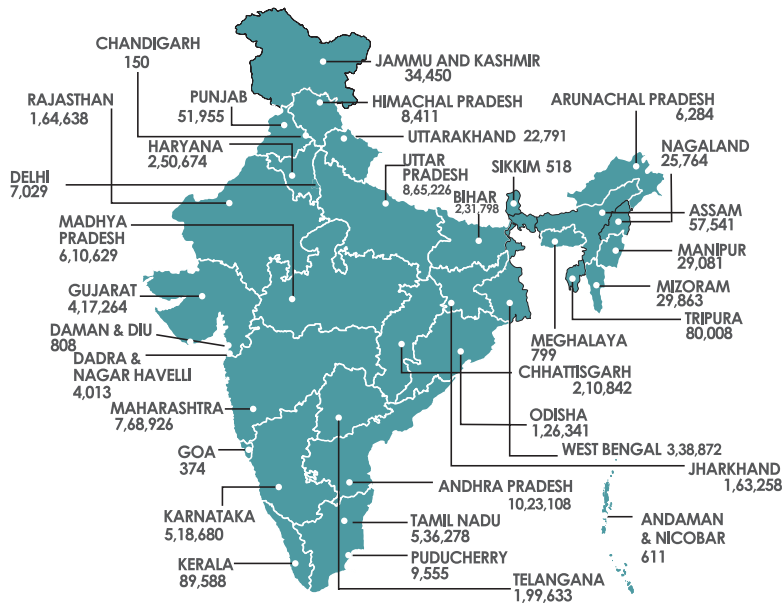 CHANDIGARH
150
JAMMU AND KASHMIR
34,450
RAJASTHAN
1,64,638
PUNJAB
51,955
HIMACHAL PRADESH
8,411
ARUNACHAL PRADESH
6,284
HARYANA
2,50,674
UTTARAKHAND 22,791
NAGALAND
25,764
DELHI
7,029
UTTAR
PRADESH
8,65,226
SIKKIM 518
BIHAR
2,31,798
ASSAM
57,541
MADHYA
PRADESH
6,10,629
MANIPUR
29,081
GUJARAT
4,17,264
MIZORAM
29,863
DAMAN & DIU
808
TRIPURA
80,008
MEGHALAYA
799
DADRA &
NAGAR HAVELLI
4,013
CHHATTISGARH
2,10,842
MAHARASHTRA
7,68,926
ODISHA
1,26,341
GOA
374
WEST BENGAL 3,38,872
JHARKHAND
1,63,258
ANDHRA PRADESH
10,23,108
KARNATAKA
5,18,680
TAMIL NADU
5,36,278
ANDAMAN
& NICOBAR
611
KERALA
89,588
PUDUCHERRY
9,555
TELANGANA
1,99,633